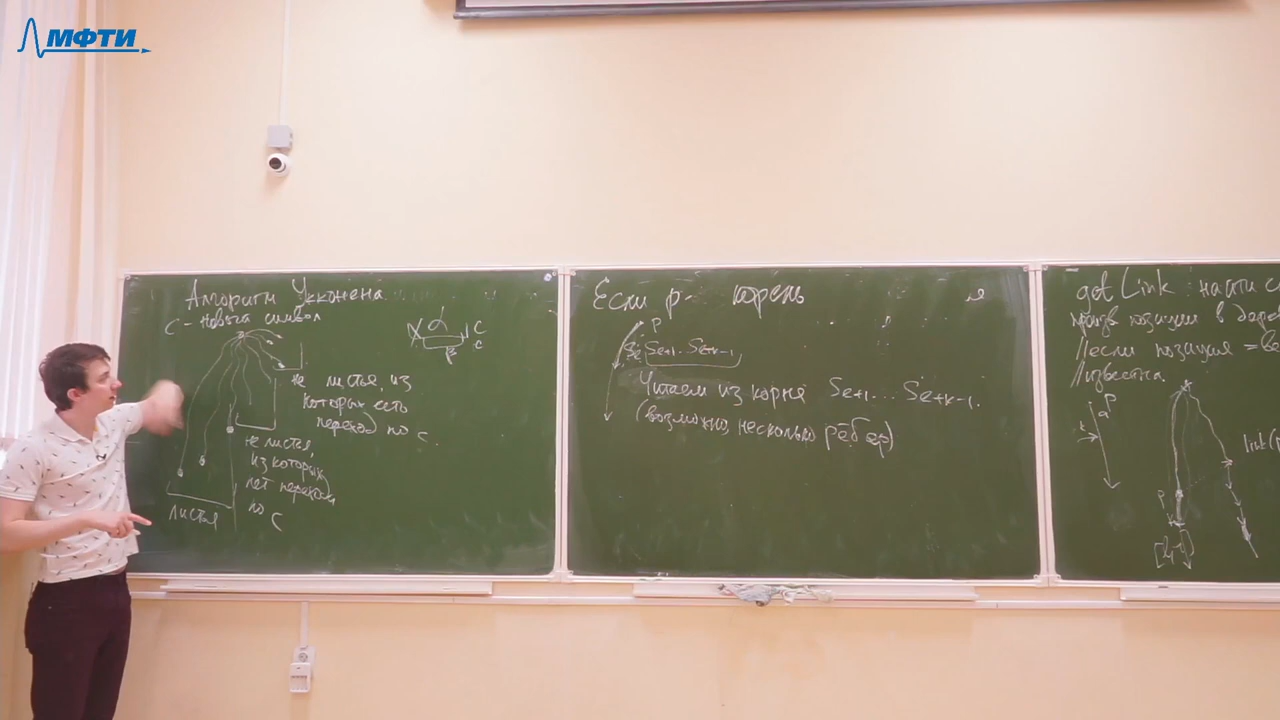 МФТИ
Алгоритм Укконена
C - новый символ
α C
β C
не листья, из
которых есть
переход по c.
не листья,
из которых
нет перехода
по C
листья
Если p - корень
p
Se Se+1...Se+k-1
Читаем из корня Se+1...Se+k-1.
(возможно, несколько рёбер)
getLink: найти
позиции в
//если позиция =
//известна
p
link(